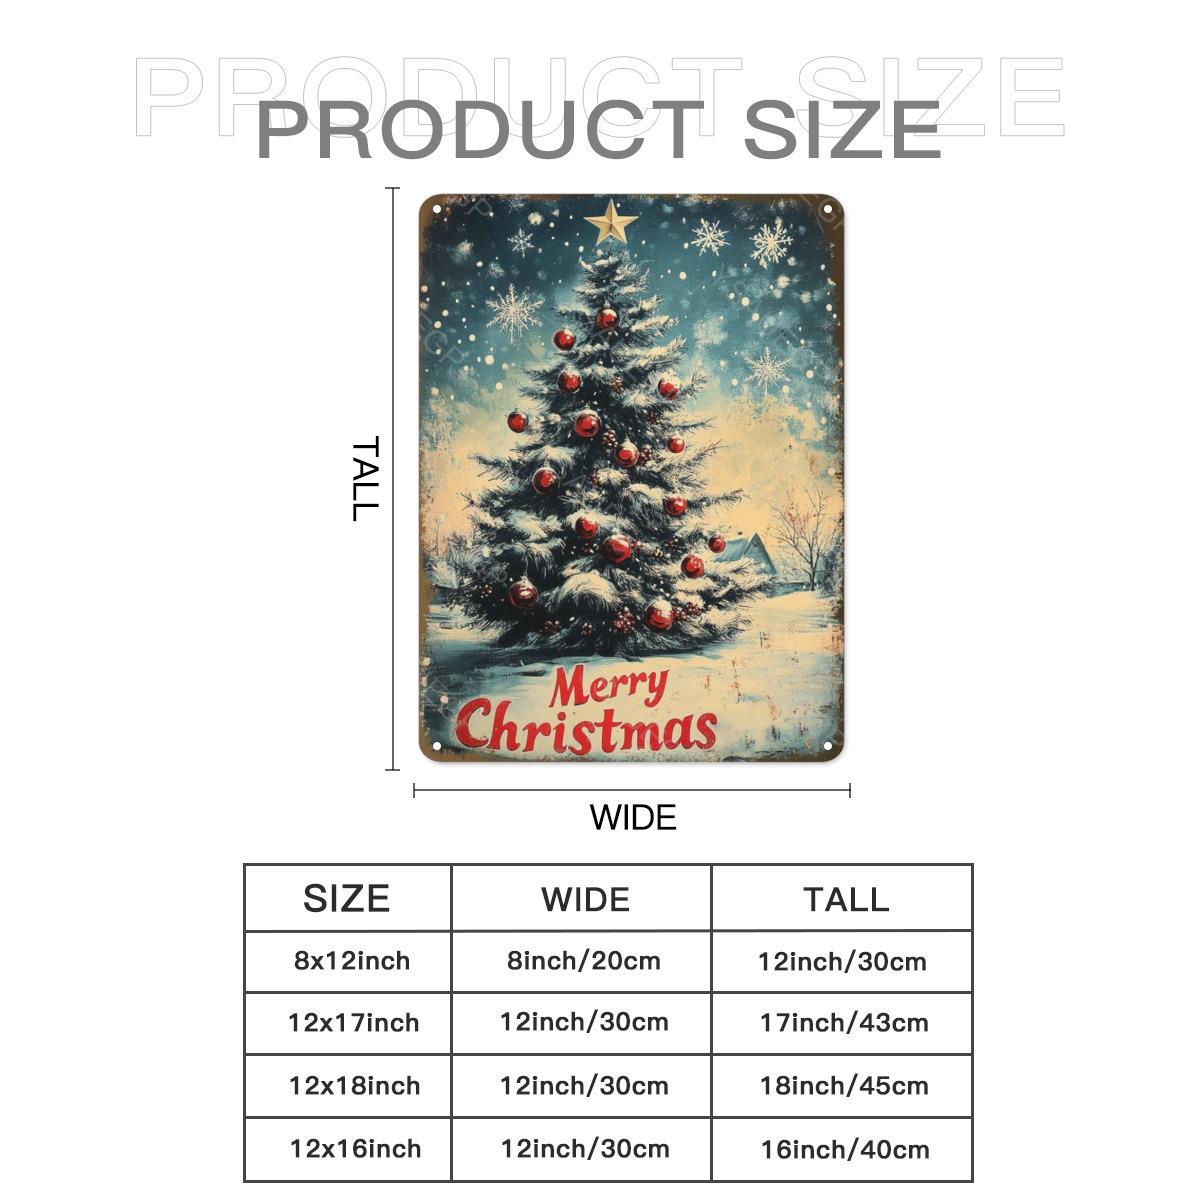 PRODUCT SIZE
PRODUCT SIZE
TALL
Merry
Christmas
WIDE
SIZE WIDE TALL
8x12inch 8inch/20cm 12inch/30cm
12x17inch 12inch/30cm 17inch/43cm
12x18inch 12inch/30cm 18inch/45cm
12x16inch 12inch/30cm 16inch/40cm